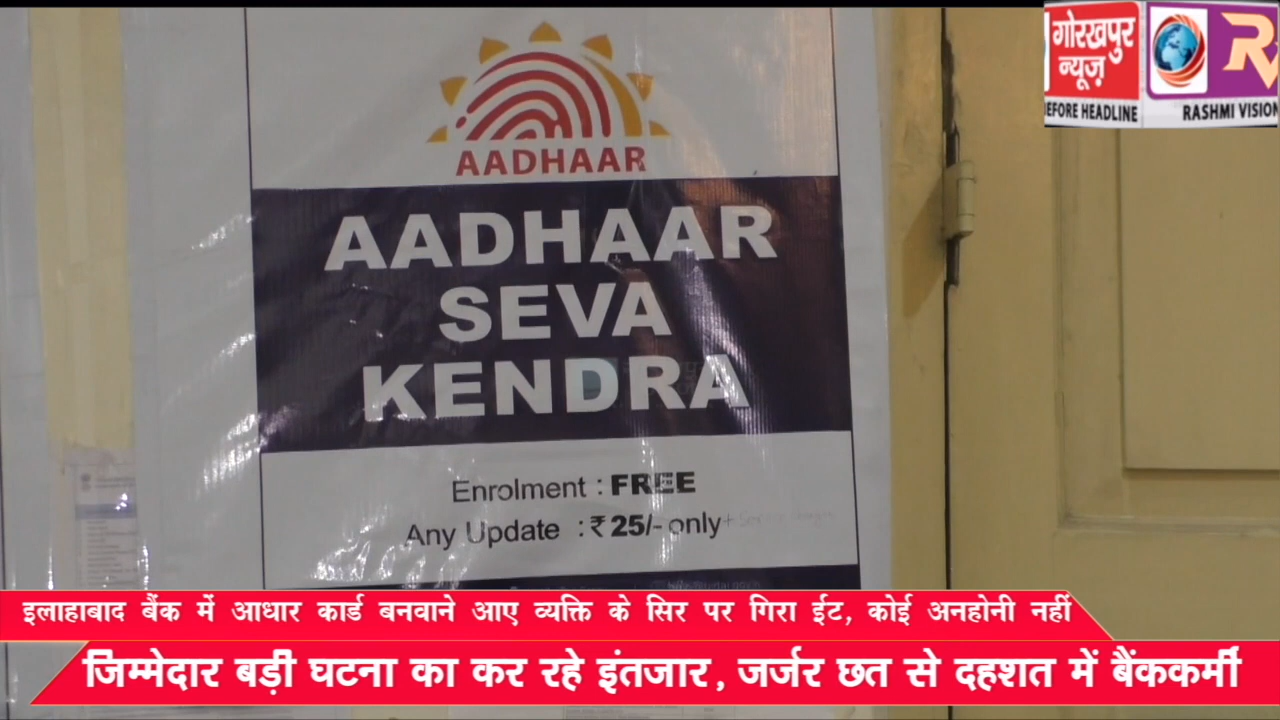 गोरखपुर
न्यूज़
EFORE HEADLINE
R
RASHMI VISION
AADHAAR
AADHAAR
SEVA
KENDRA
Enrolment : FREE
Any Update : ₹ 25/- only
इलाहाबाद बैंक में आधार कार्ड बनवाने आए व्यक्ति के सिर पर गिरा ईट, कोई अनहोनी नहीं
जिम्मेदार बड़ी घटना का कर रहे इंतजार, जर्जर छत से दहशत में बैंककर्मी